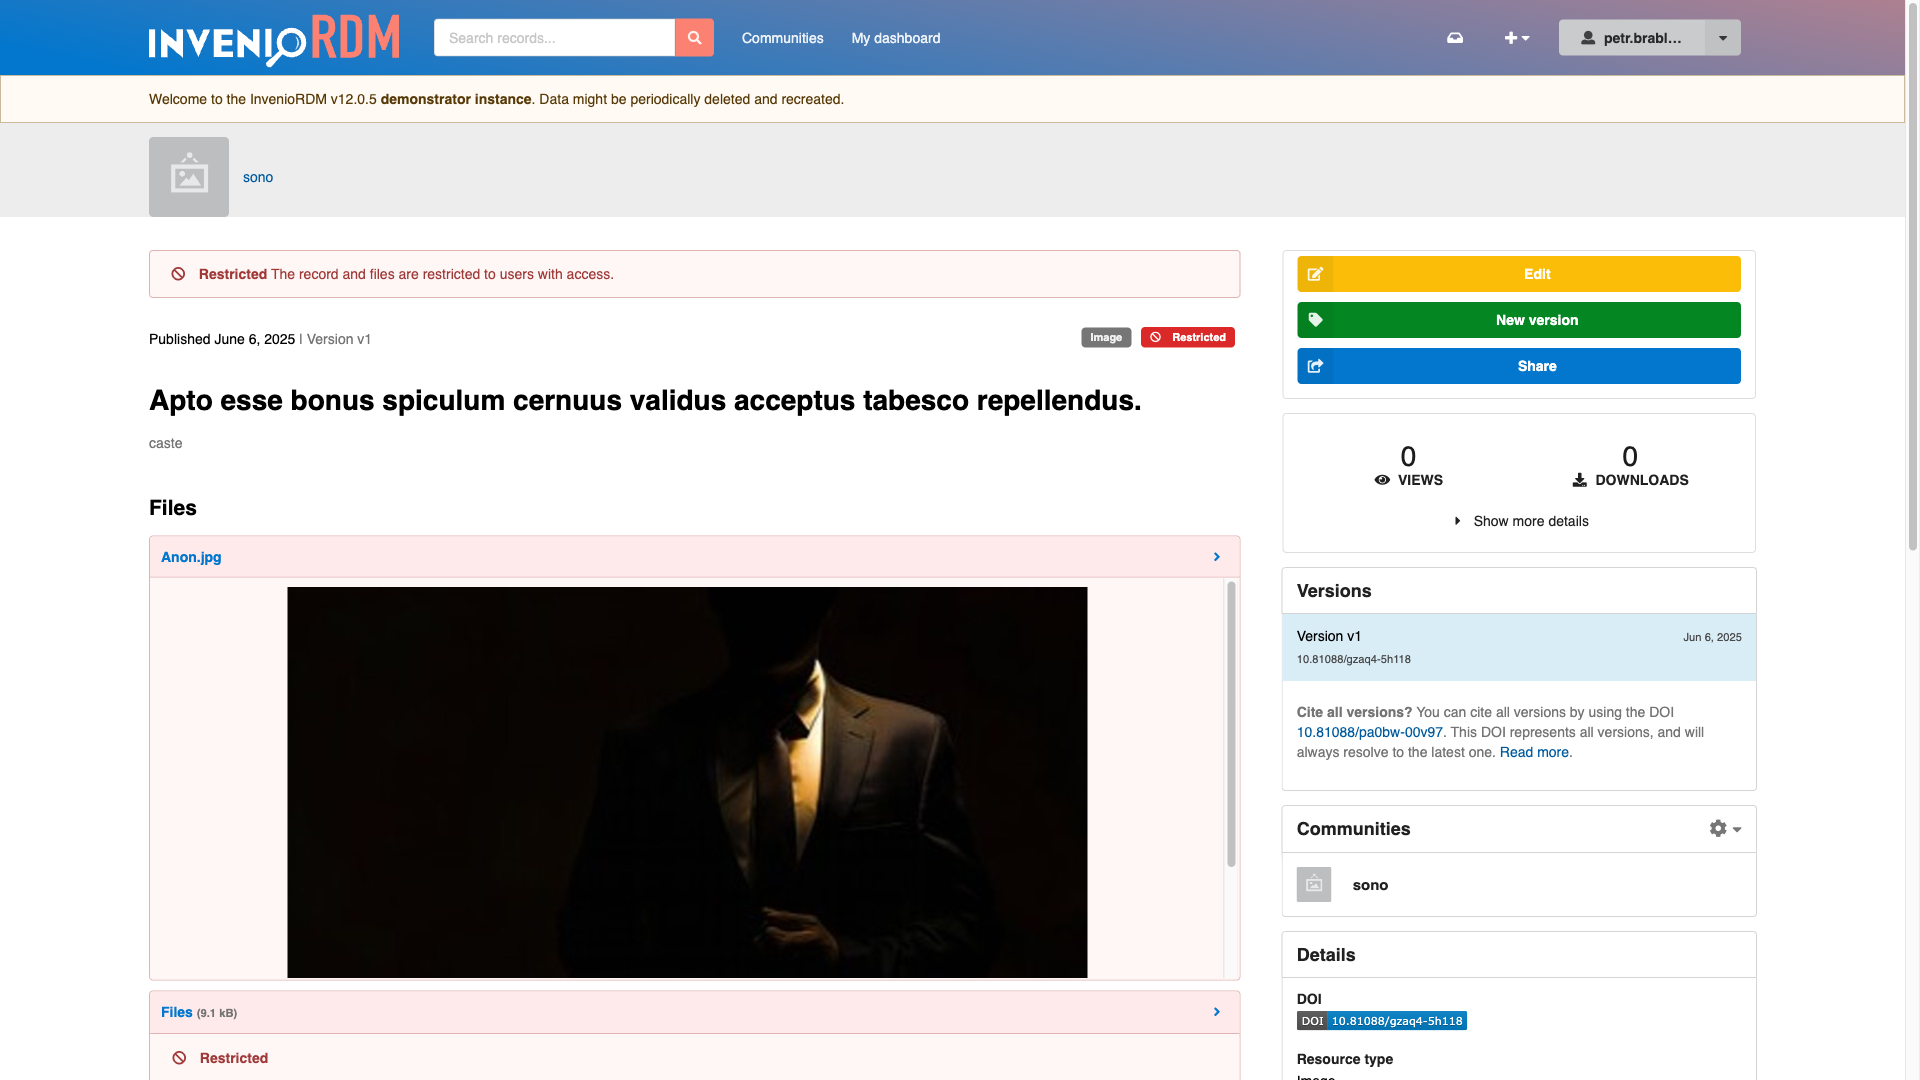 INVENIO RDM
Search records...
Communities
My dashboard
petr.brabl...
Welcome to the InvenioRDM v12.0.5 demonstrator instance. Data might be periodically deleted and recreated.
sono
Restricted The record and files are restricted to users with access.
Published June 6, 2025 | Version v1
Image
Restricted
Apto esse bonus spiculum cernuus validus acceptus tabesco repellendus.
caste
Files
Anon.jpg
Files (9.1 kB)
Restricted
Edit
New version
Share
0
VIEWS
0
DOWNLOADS
Show more details
Versions
Version v1
Jun 6, 2025
10.81088/gzaq4-5h118
Cite all versions? You can cite all versions by using the DOI
10.81088/pa0bw-00v97. This DOI represents all versions, and will
always resolve to the latest one. Read more.
Communities
sono
Details
DOI
DOI 10.81088/gzaq4-5h118
Resource type
Image